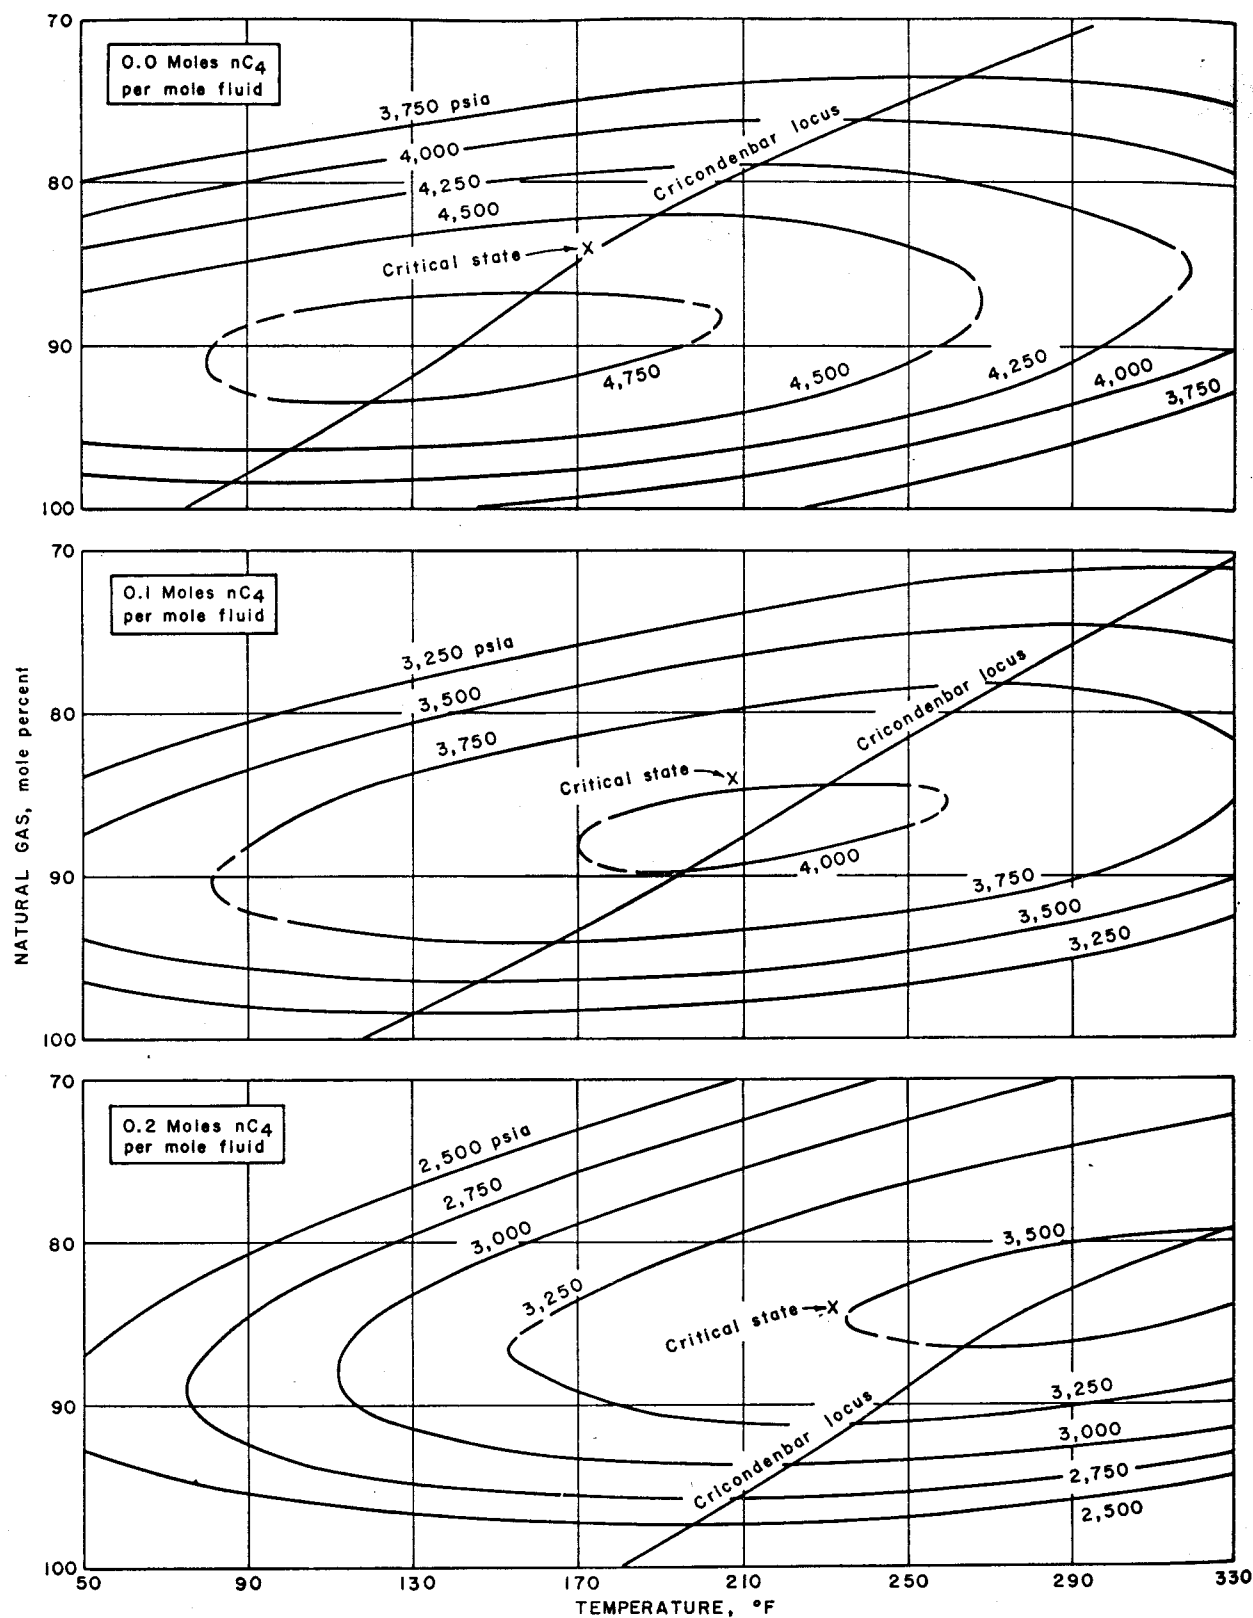 70
0.0 Moles nC4
per mole fluid
3,750 psia
4,000
4,250
4,500
Cricondenbar locus
Critical state
X
80
90
4,750
4,500
4,250
4,000
3,750
100
70
0.1 Moles nC4
per mole fluid
3,250 psia
3,500
3,750
Cricondenbar locus
Critical state
X
80
90
4,000
3,750
3,500
3,250
100
NATURAL GAS, mole percent
70
0.2 Moles nC4
per mole fluid
2,500 psia
2,750
3,000
3,250
3,500
Critical state
X
80
90
Cricondenbar locus
3,250
3,000
2,750
2,500
100
50 90 130 170 210 250 290 330
TEMPERATURE, °F